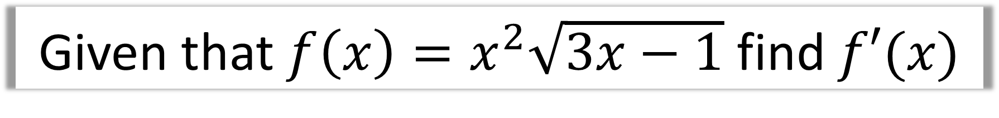 Given that f(x) = x²√(3x − 1) find f′(x)